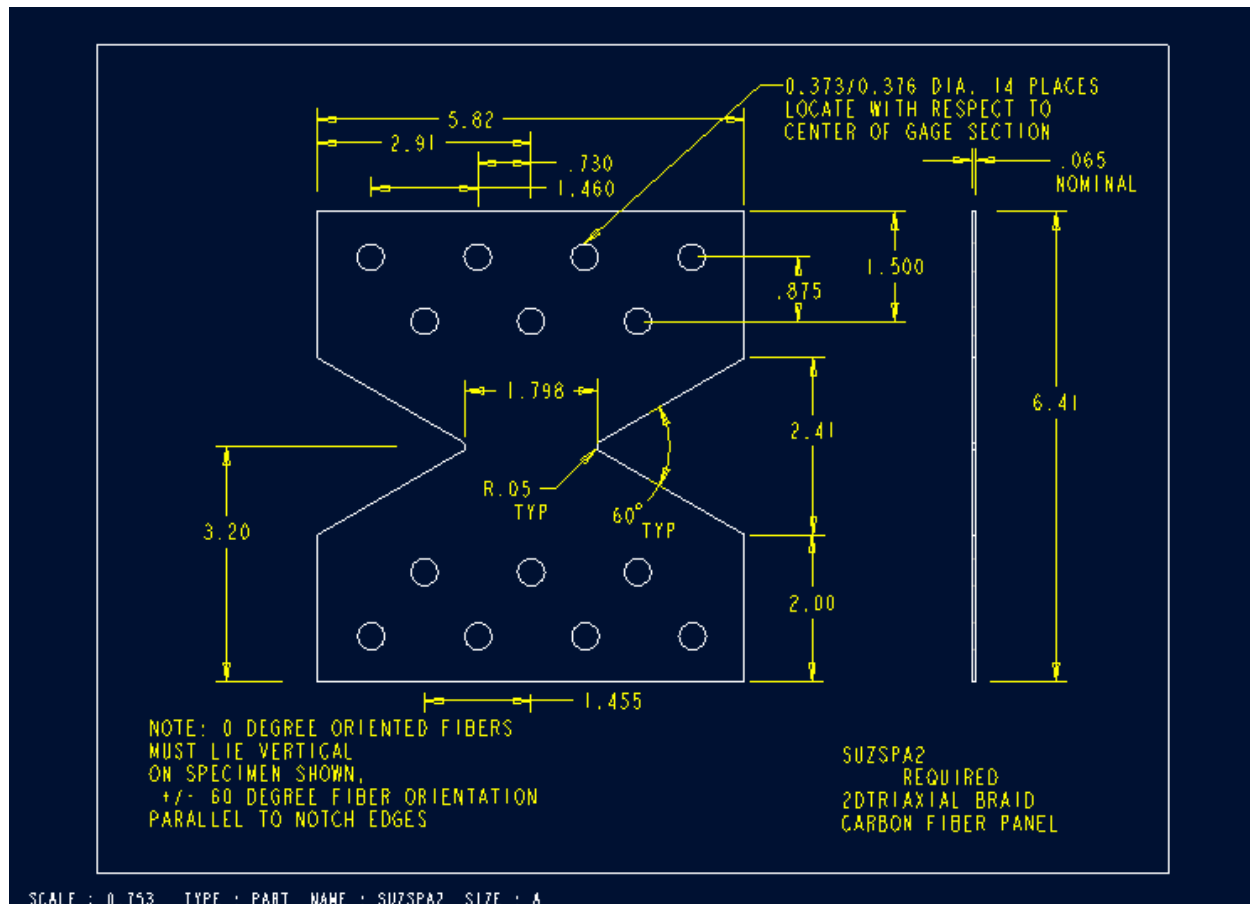 0.373/0.376 DIA. 14 PLACES
LOCATE WITH RESPECT TO
CENTER OF GAGE SECTION
5.82
2.91
.730
1.460
.065
NOMINAL
1.500
.875
1.798
2.41
6.41
R.05
TYP
60°
TYP
3.20
2.00
1.455
NOTE: 0 DEGREE ORIENTED FIBERS
MUST LIE VERTICAL
ON SPECIMEN SHOWN,
+/- 60 DEGREE FIBER ORIENTATION
PARALLEL TO NOTCH EDGES
SUZSPA2
REQUIRED
2DTRIAXIAL BRAID
CARBON FIBER PANEL
SCALE : 0.753 TYPE : PART NAME : SUZSPA2 SIZE : A